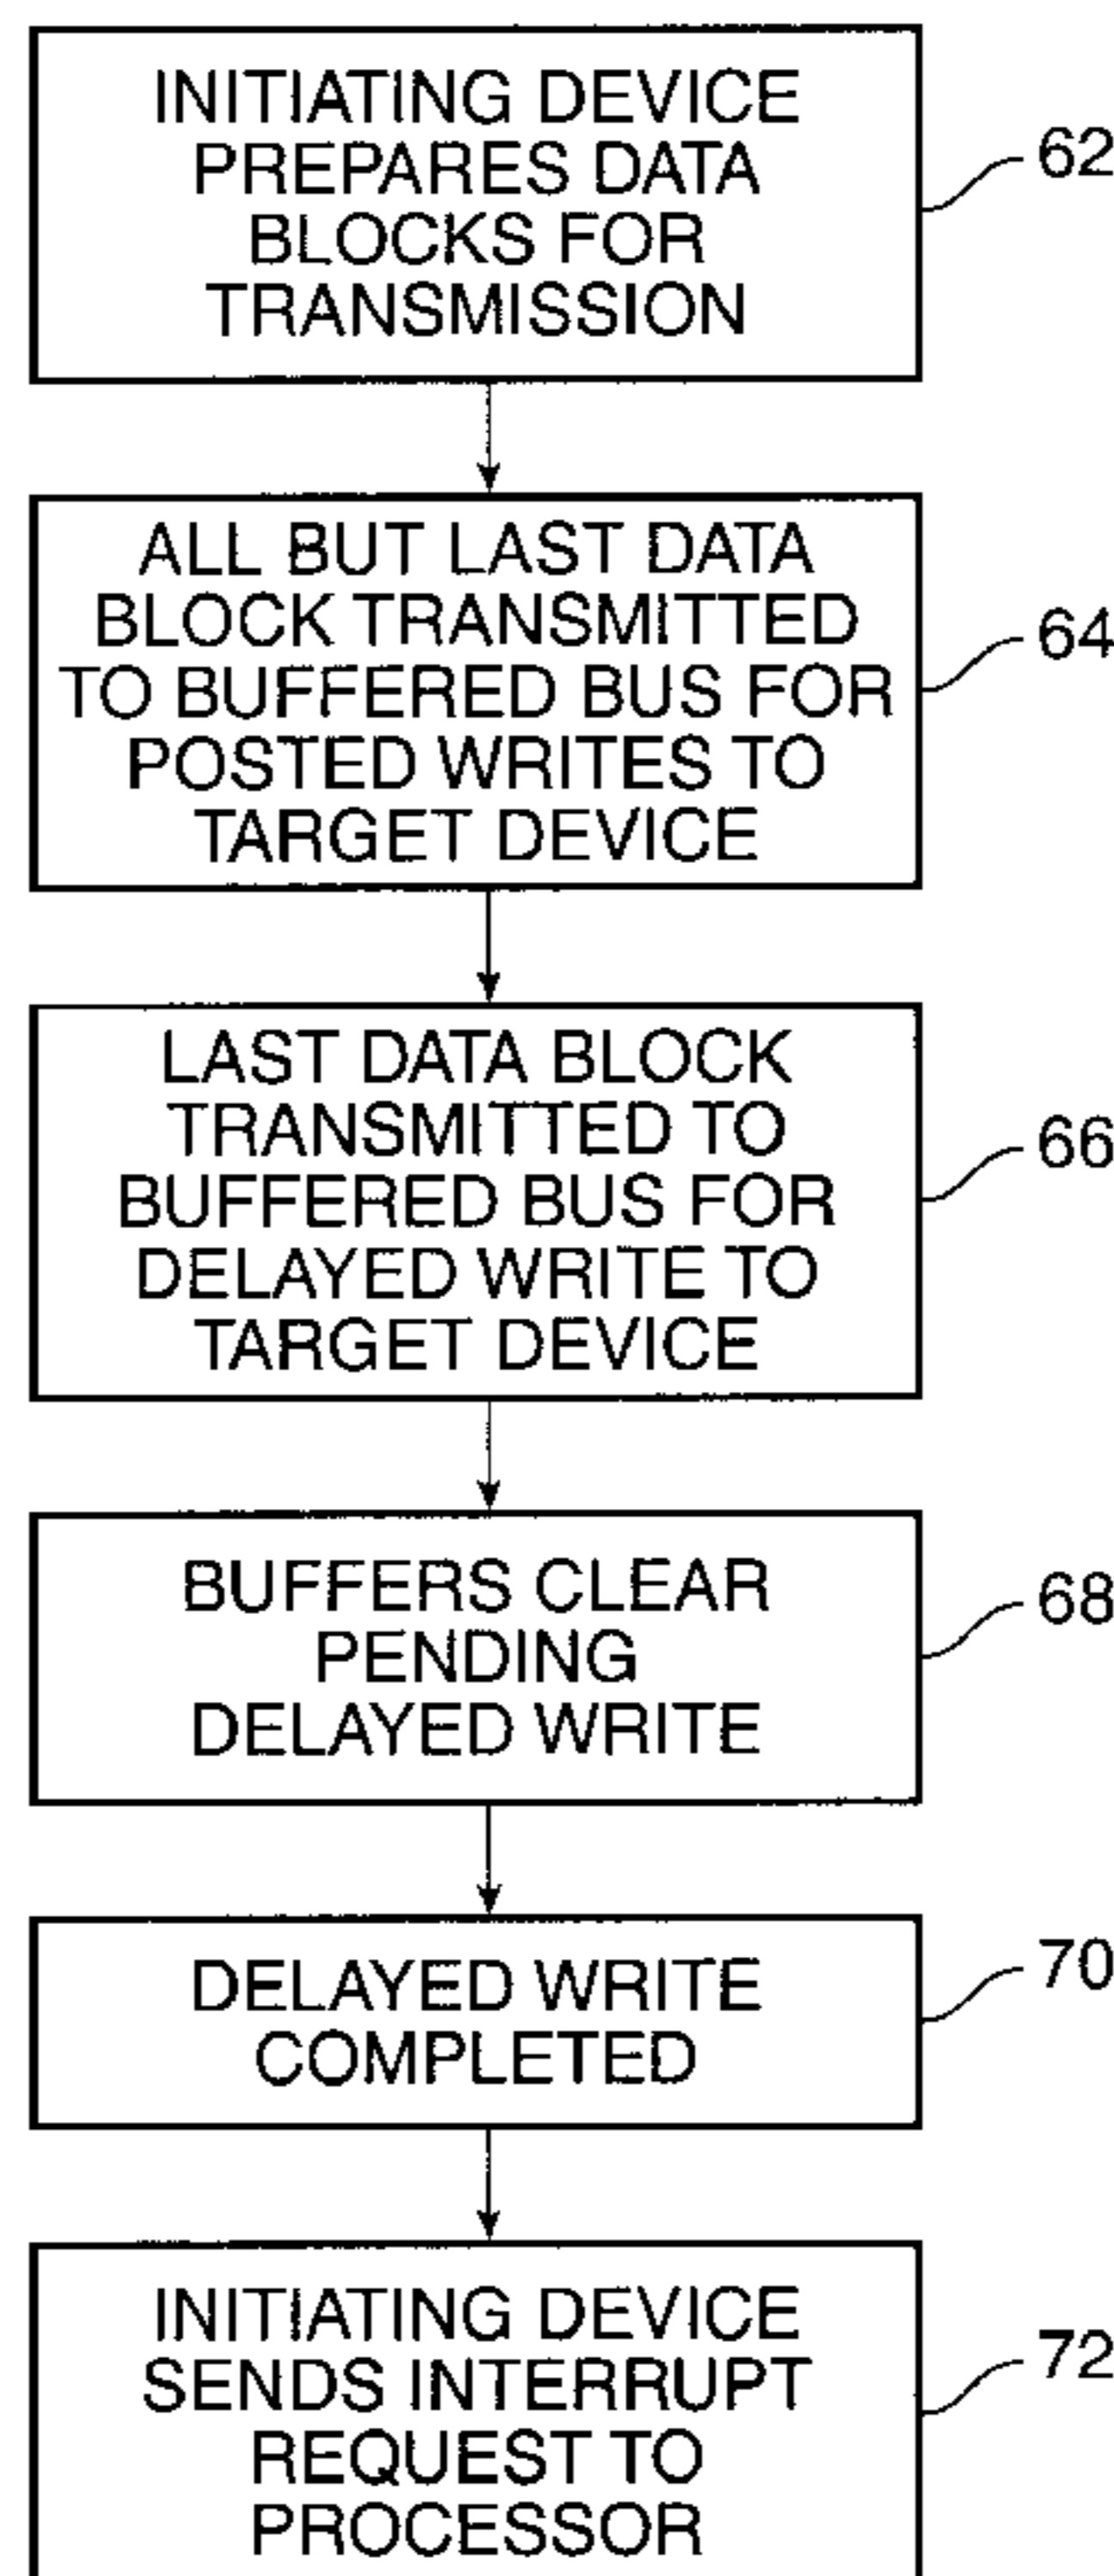 INITIATING DEVICE
PREPARES DATA
BLOCKS FOR
TRANSMISSION
62
ALL BUT LAST DATA
BLOCK TRANSMITTED
TO BUFFERED BUS FOR
POSTED WRITES TO
TARGET DEVICE
64
LAST DATA BLOCK
TRANSMITTED TO
BUFFERED BUS FOR
DELAYED WRITE TO
TARGET DEVICE
66
BUFFERS CLEAR
PENDING
DELAYED WRITE
68
DELAYED WRITE
COMPLETED
70
INITIATING DEVICE
SENDS INTERRUPT
REQUEST TO
PROCESSOR
72